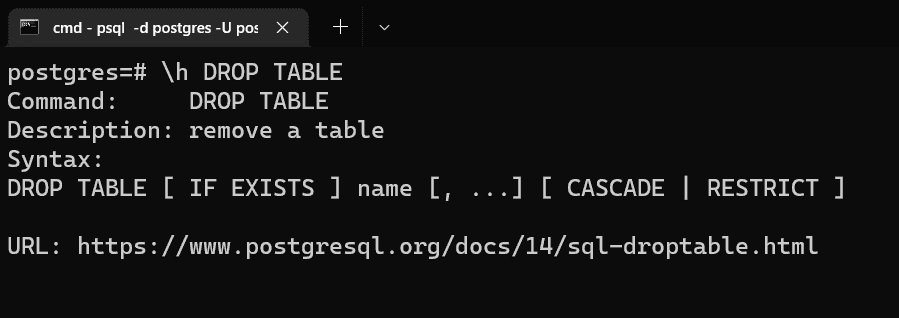 cmd - psql  -d postgres -U pos
postgres=# \h DROP TABLE
Command:     DROP TABLE
Description: remove a table
Syntax:
DROP TABLE [ IF EXISTS ] name [, ...] [ CASCADE | RESTRICT ]
URL: https://www.postgresql.org/docs/14/sql-droptable.html